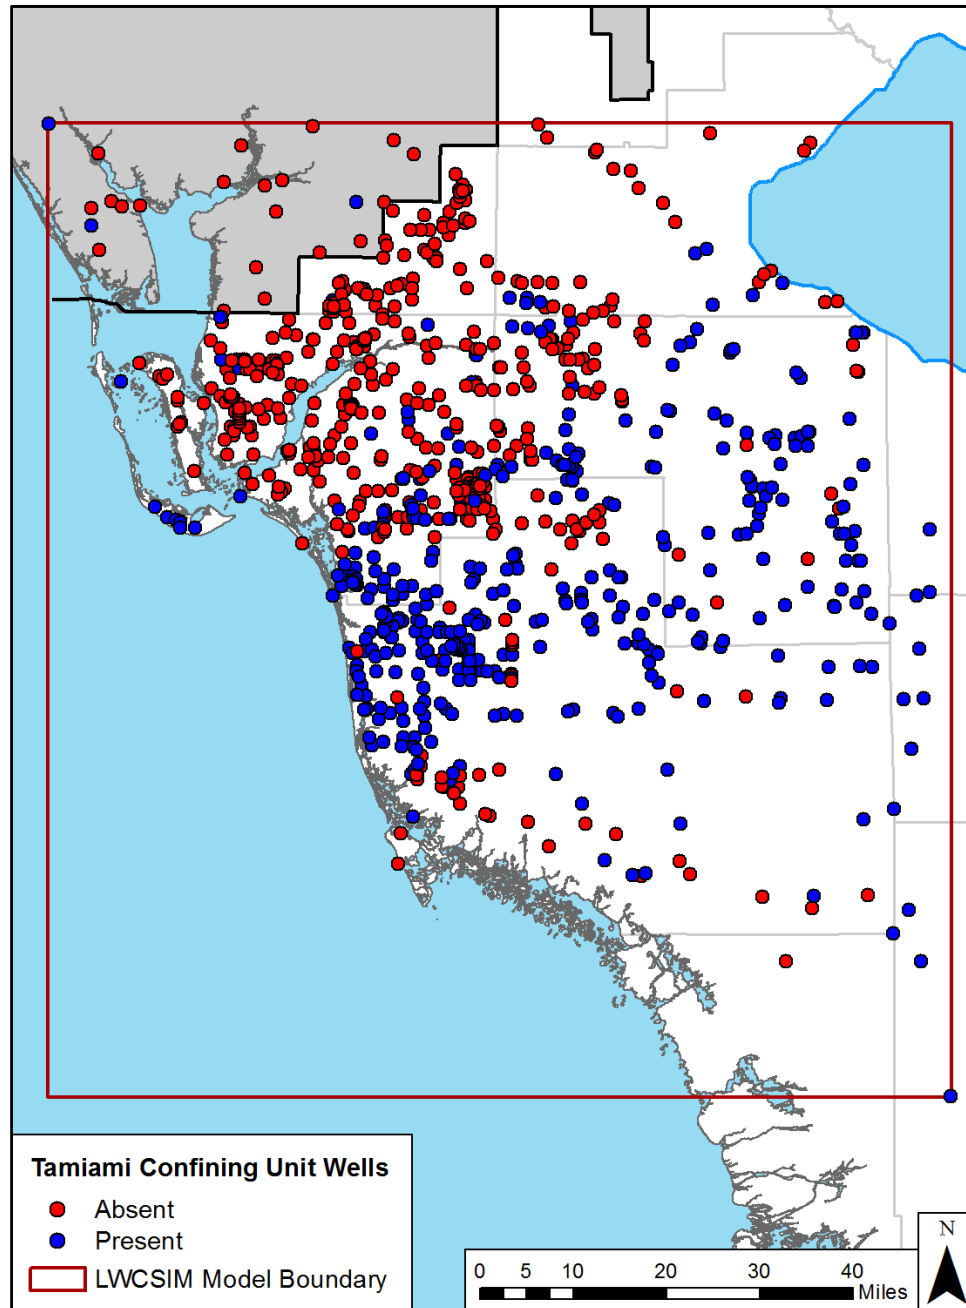 Tamiami Confining Unit Wells
Absent
Present
LWCSIM Model Boundary
0 5 10 20 30 40
Miles
N